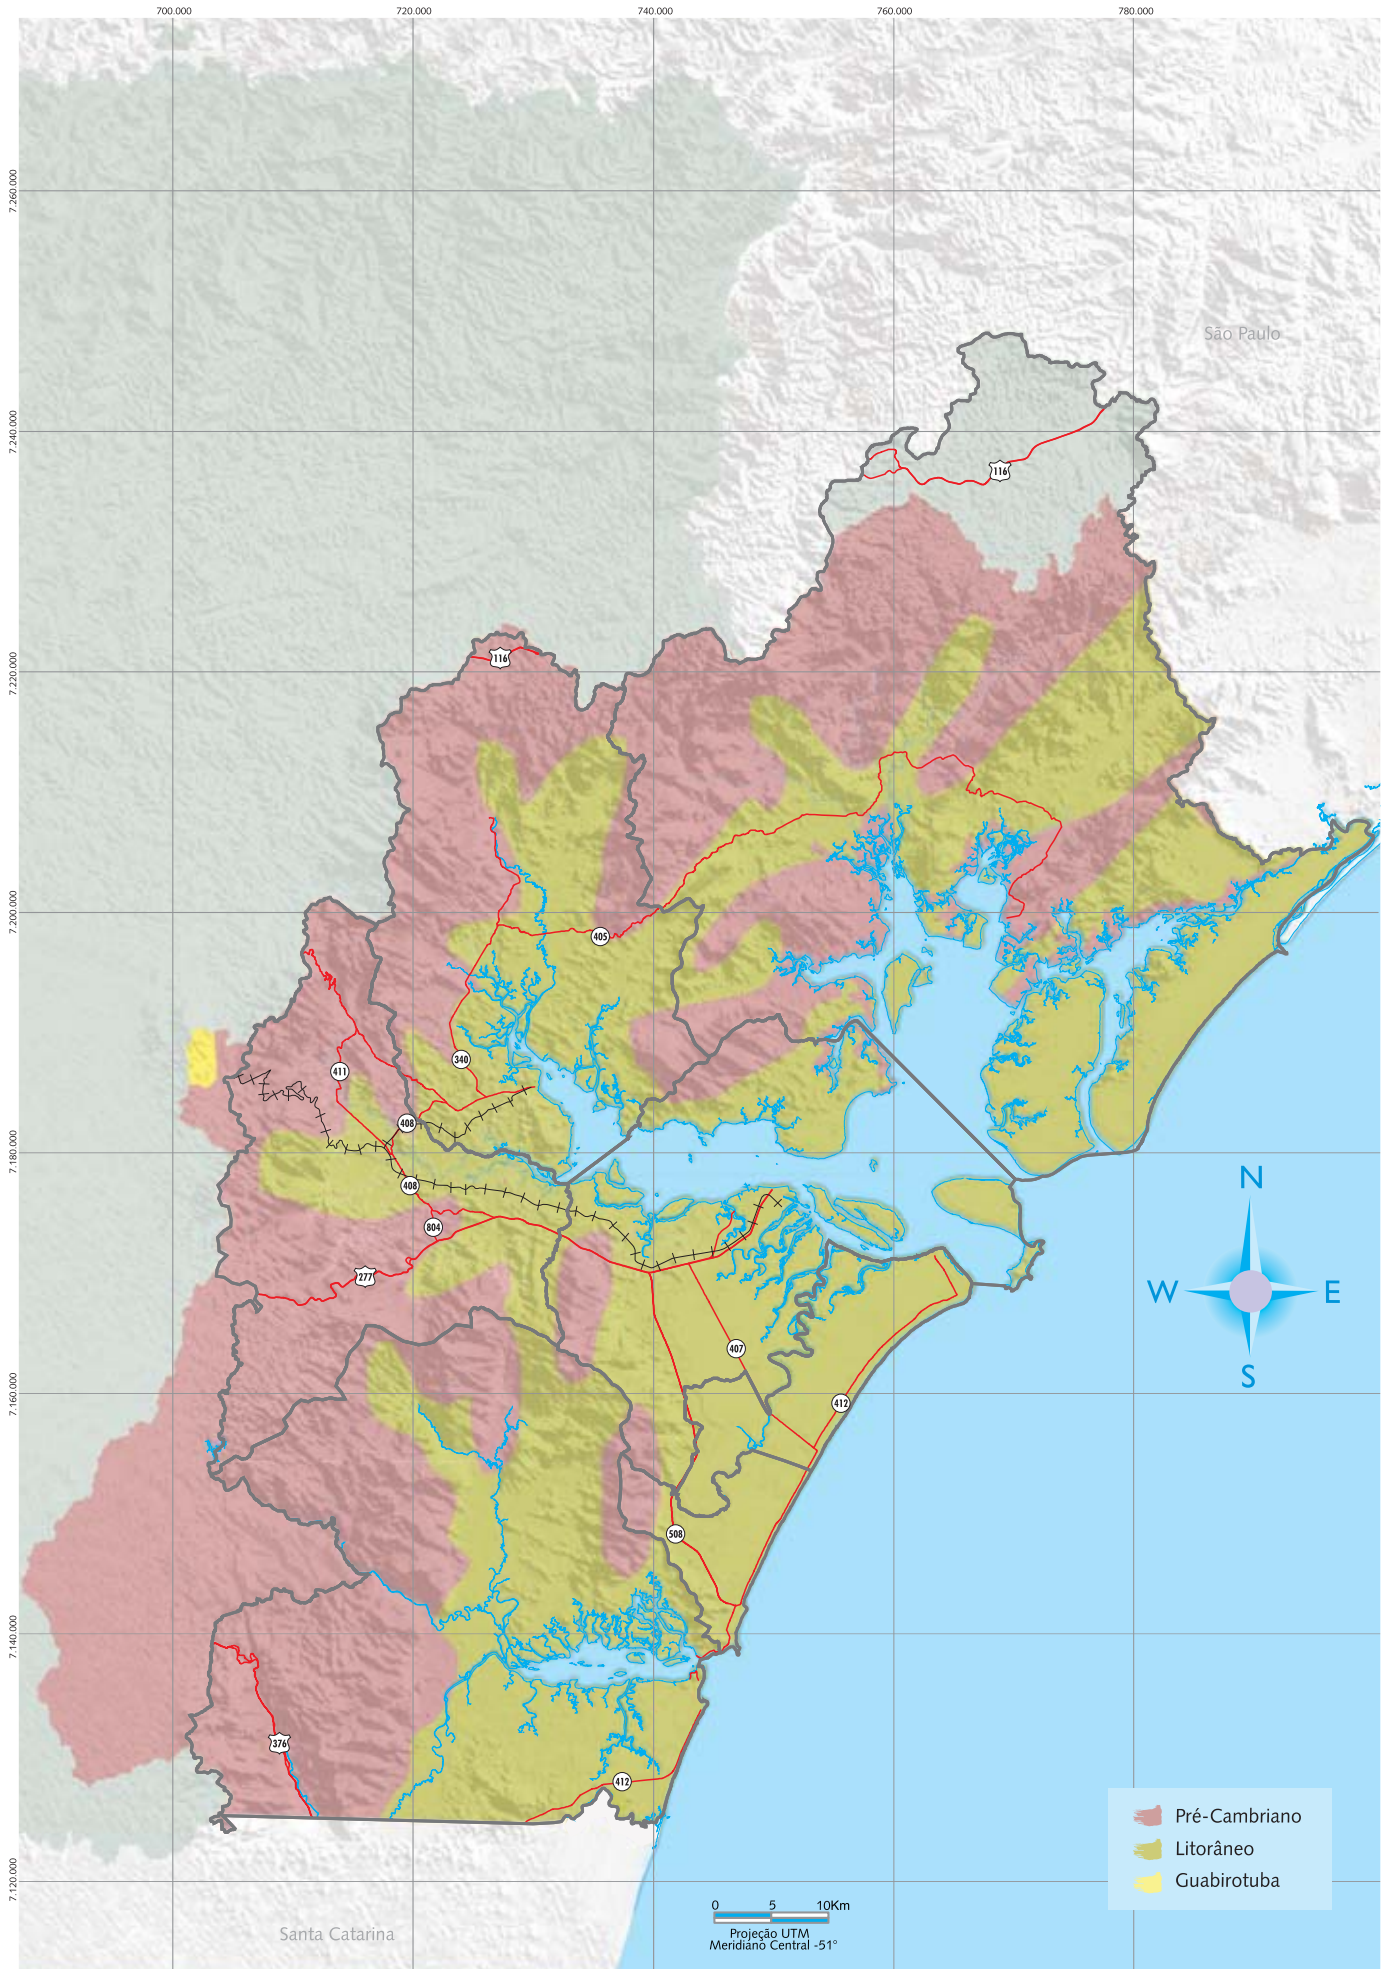 700.000
720.000
740.000
760.000
780.000
7.260.000
São Paulo
7.240.000
116
7.220.000
116
7.200.000
405
340
411
408
7.180.000
408
804
277
N
W
E
S
407
7.160.000
412
508
7.140.000
376
412
Pré-Cambriano
Litorâneo
Guabirotuba
7.120.000
0 5 10Km
Projeção UTM
Meridiano Central -51°
Santa Catarina